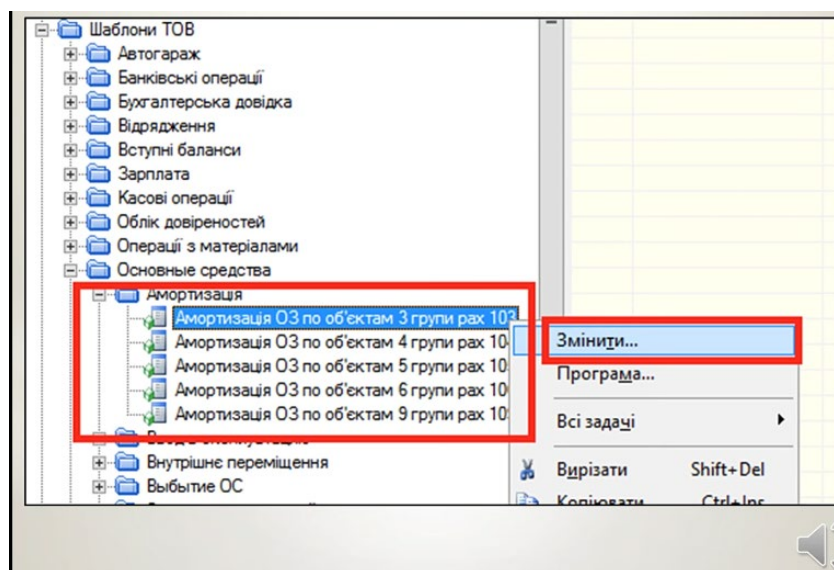 Шаблони ТОВ
Автогараж
Банківські операції
Бухгалтерська довідка
Відрядження
Вступні баланси
Зарплата
Касові операції
Облік довіреностей
Операції з матеріалами
Основные средства
Амортизація
Амортизація ОЗ по об'єктам 3 групи рах 103
Амортизація ОЗ по об'єктам 4 групи рах 10
Амортизація ОЗ по об'єктам 5 групи рах 10
Амортизація ОЗ по об'єктам 6 групи рах 10
Амортизація ОЗ по об'єктам 9 групи рах 10
Внутрішнє переміщення
Выбытие ОС
Змінити...
Програма...
Всі задачі
Вирізати Shift+Del
Копіювати Ctrl+Ins